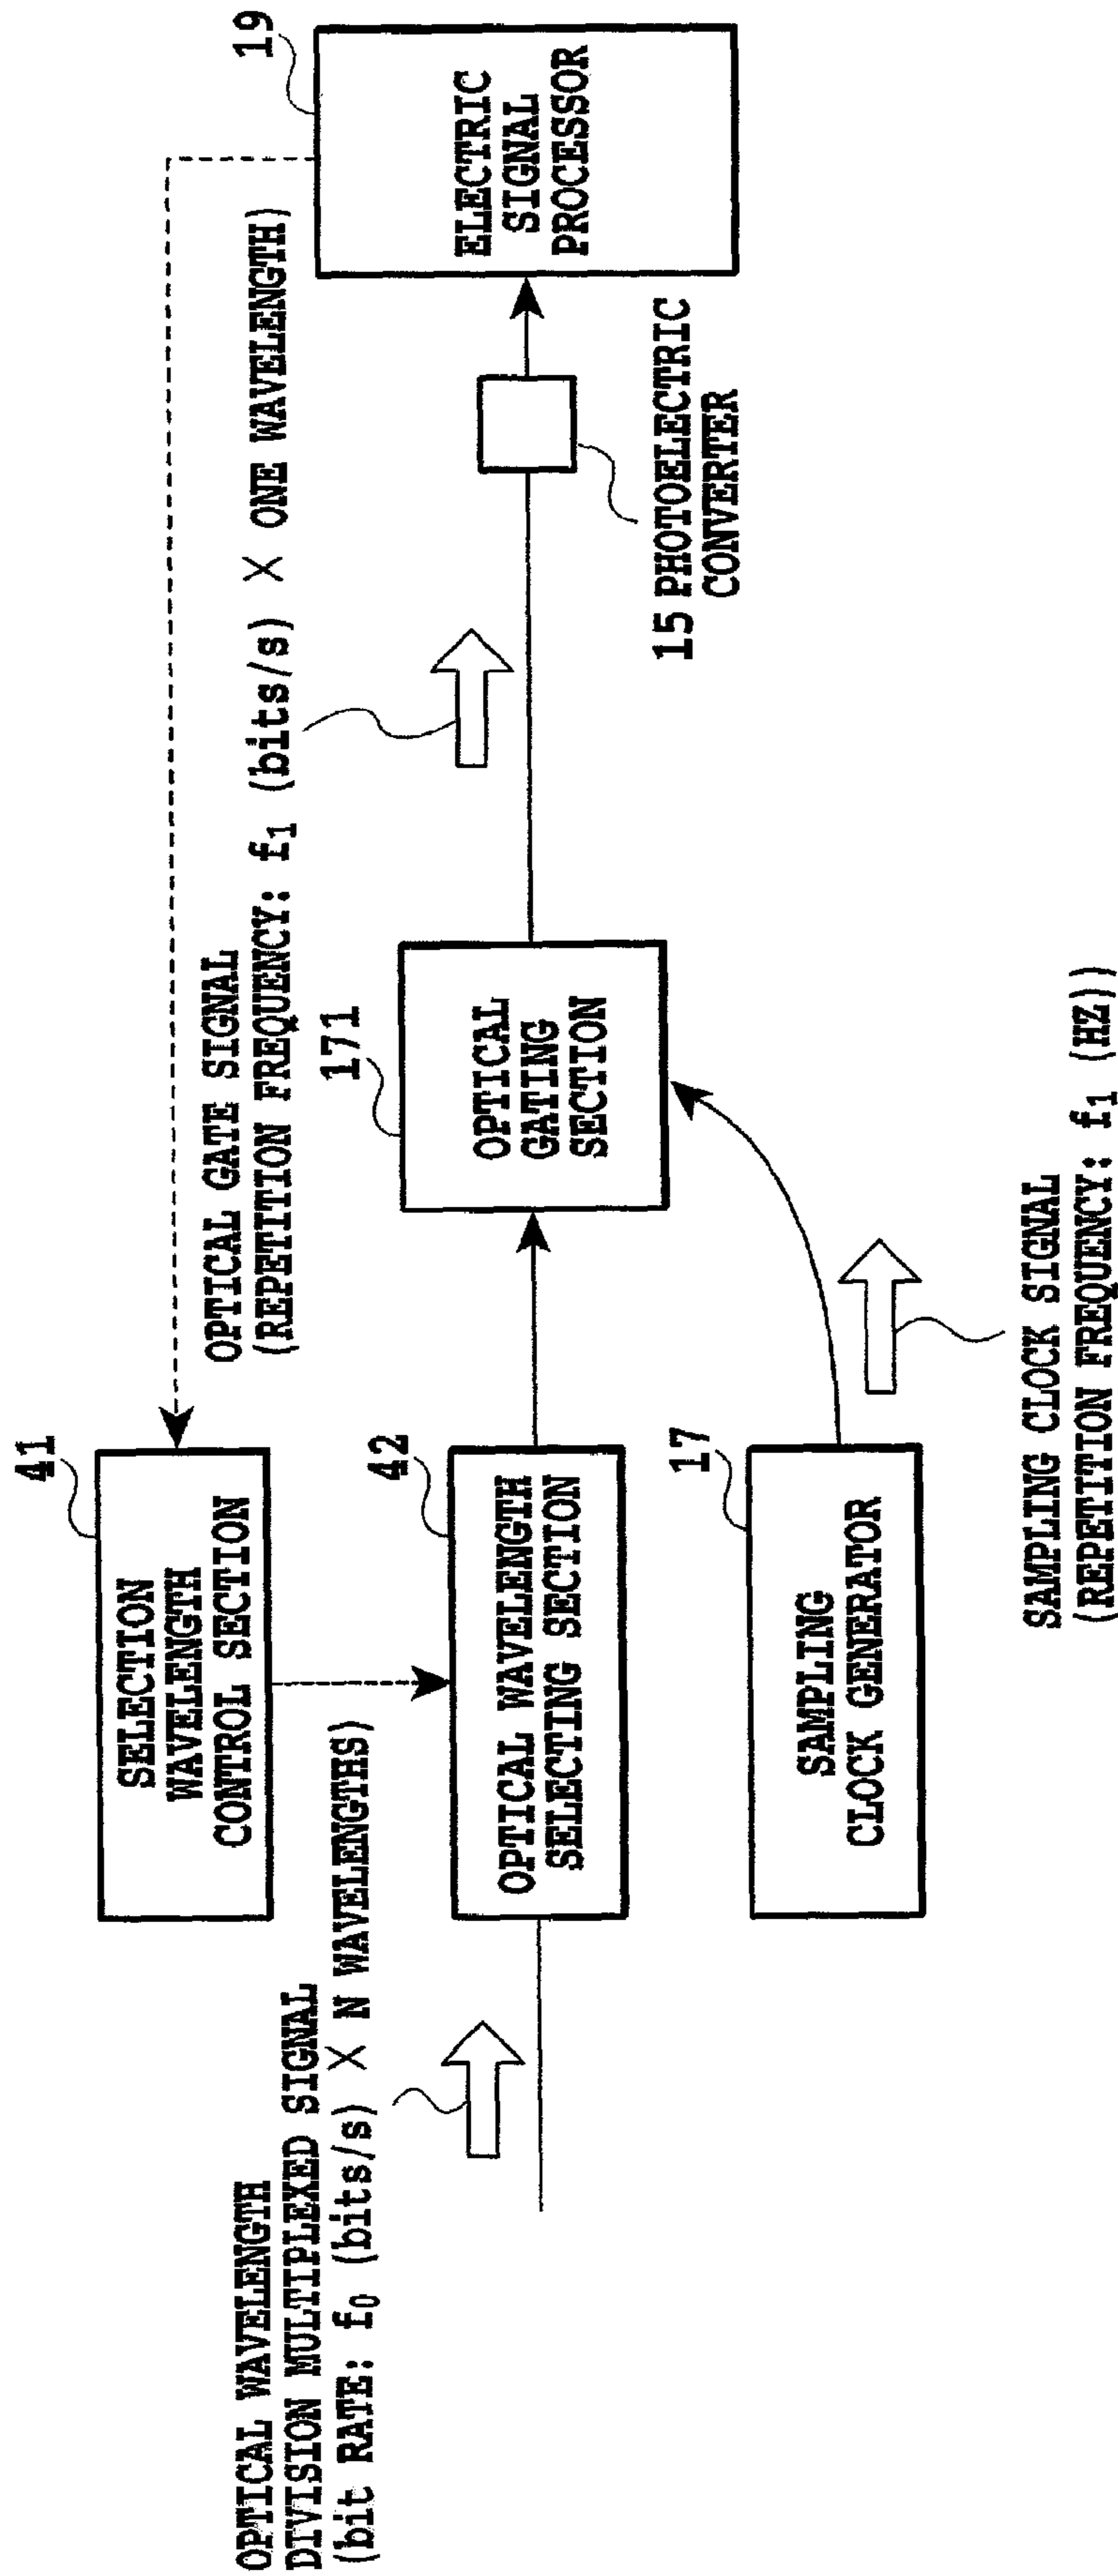 OPTICAL WAVELENGTH
DIVISION MULTIPLEXED SIGNAL
(bit RATE: f0 (bits/s) X N WAVELENGTHS)
41
SELECTION
WAVELENGTH
CONTROL SECTION
42
OPTICAL WAVELENGTH
SELECTING SECTION
17
SAMPLING
CLOCK GENERATOR
SAMPLING CLOCK SIGNAL
(REPETITION FREQUENCY: f1 (HZ))
171
OPTICAL
GATING
SECTION
OPTICAL GATE SIGNAL
(REPETITION FREQUENCY: f1 (bits/s) X ONE WAVELENGTH)
15 PHOTOELECTRIC
CONVERTER
19
ELECTRIC
SIGNAL
PROCESSOR